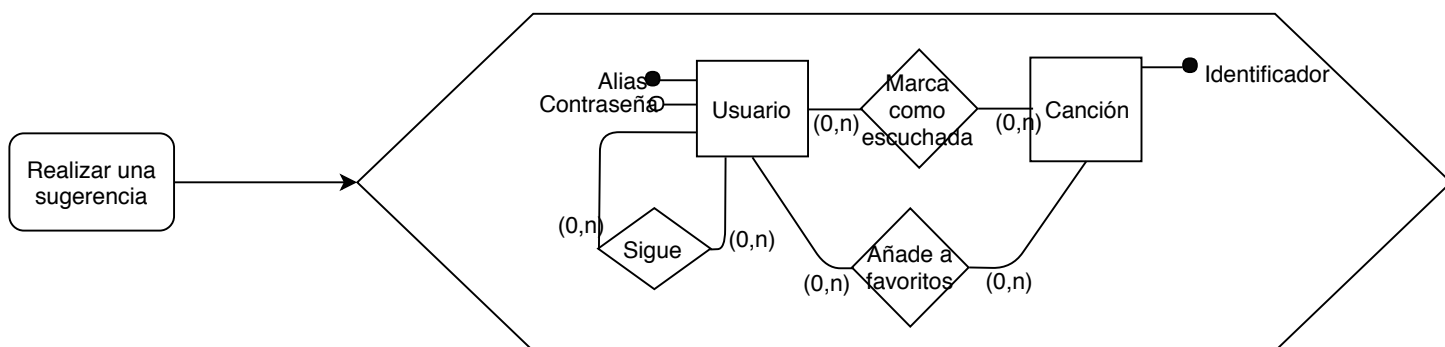 Realizar una
sugerencia
Alias
Contraseña
Usuario
(0,n)
Marca
como
escuchada
(0,n)
Canción
Identificador
(0,n)
Sigue
(0,n)
(0,n)
Añade a
favoritos
(0,n)